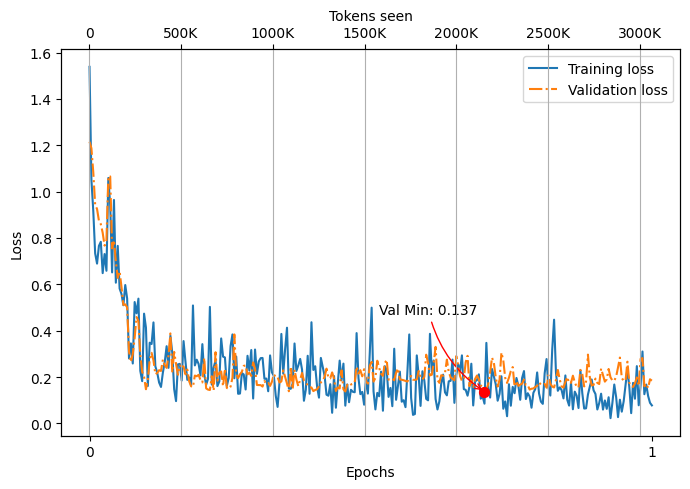 Tokens seen
0 500K 1000K 1500K 2000K 2500K 3000K
1.6
1.4
1.2
1.0
0.8
0.6
0.4
0.2
0.0
Loss
Training loss
Validation loss
Val Min: 0.137
0 1
Epochs